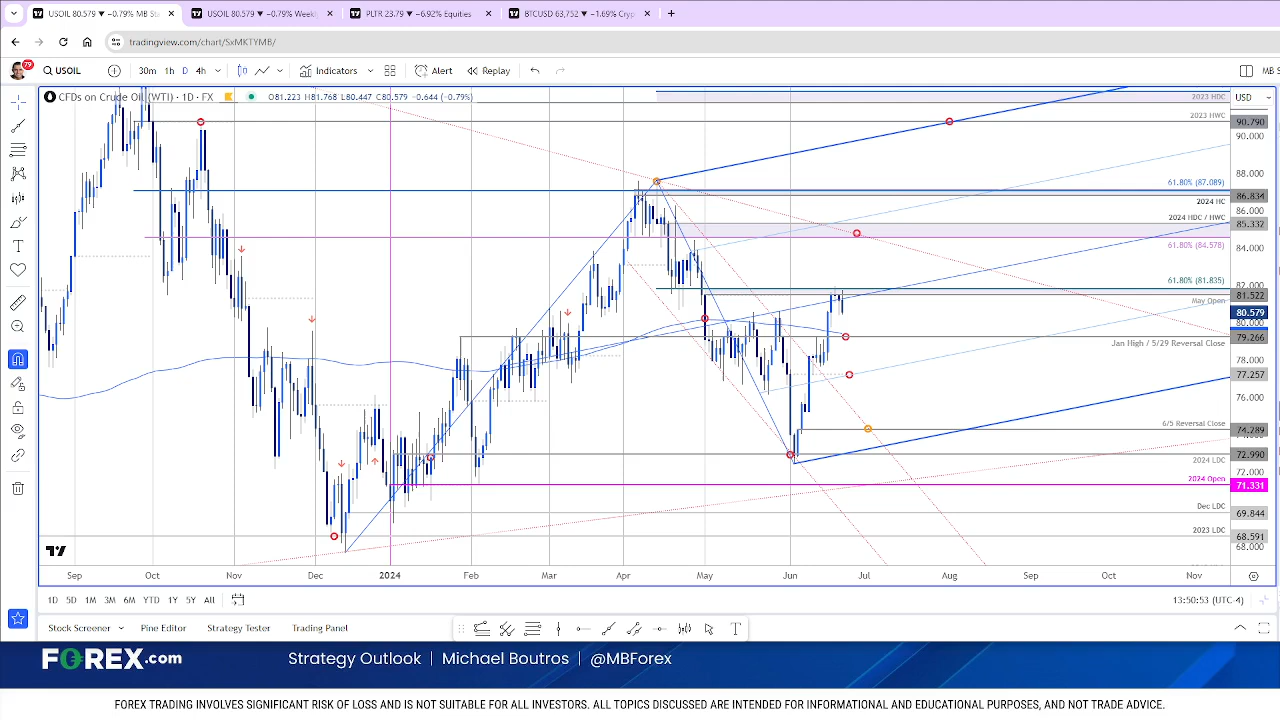 USOIL 80.579 ▼ −0.79% MB Sta
USOIL 80.579 ▼ −0.79% Weekly
PLTR 23.79 ▼ −6.92% Equities
BTCUSD 63,752 ▼ −1.69% Cryp
tradingview.com/chart/SxMKTYMB/
79
USOIL
30m 1h D 4h
Indicators
Alert
Replay
MB S
CFDs on Crude Oil (WTI) · 1D · FX
O81.223 H81.768 L80.447 C80.579 −0.644 (−0.79%)
USD
2023 HDC
2023 HWC
90.790
90.000
88.000
61.80% (87.089)
86.834
2024 HC
86.000
2024 HDC / HWC
85.332
61.80% (84.578)
84.000
61.80% (81.835)
82.000
81.522
May Open
80.579
80.000
79.266
Jan High / 5/29 Reversal Close
78.000
77.257
76.000
6/5 Reversal Close
74.289
72.990
2024 LDC
72.000
2024 Open
71.331
Dec LDC
69.844
2023 LDC
68.591
68.000
Sep Oct Nov Dec 2024 Feb Mar Apr May Jun Jul Aug Sep Oct Nov
1D 5D 1M 3M 6M YTD 1Y 5Y All
13:50:53 (UTC-4)
Stock Screener Pine Editor Strategy Tester Trading Panel
FOREX.com
Strategy Outlook | Michael Boutros | @MBForex
FOREX TRADING INVOLVES SIGNIFICANT RISK OF LOSS AND IS NOT SUITABLE FOR ALL INVESTORS. ALL TOPICS DISCUSSED ARE INTENDED FOR INFORMATIONAL AND EDUCATIONAL PURPOSES, AND NOT TRADE ADVICE.